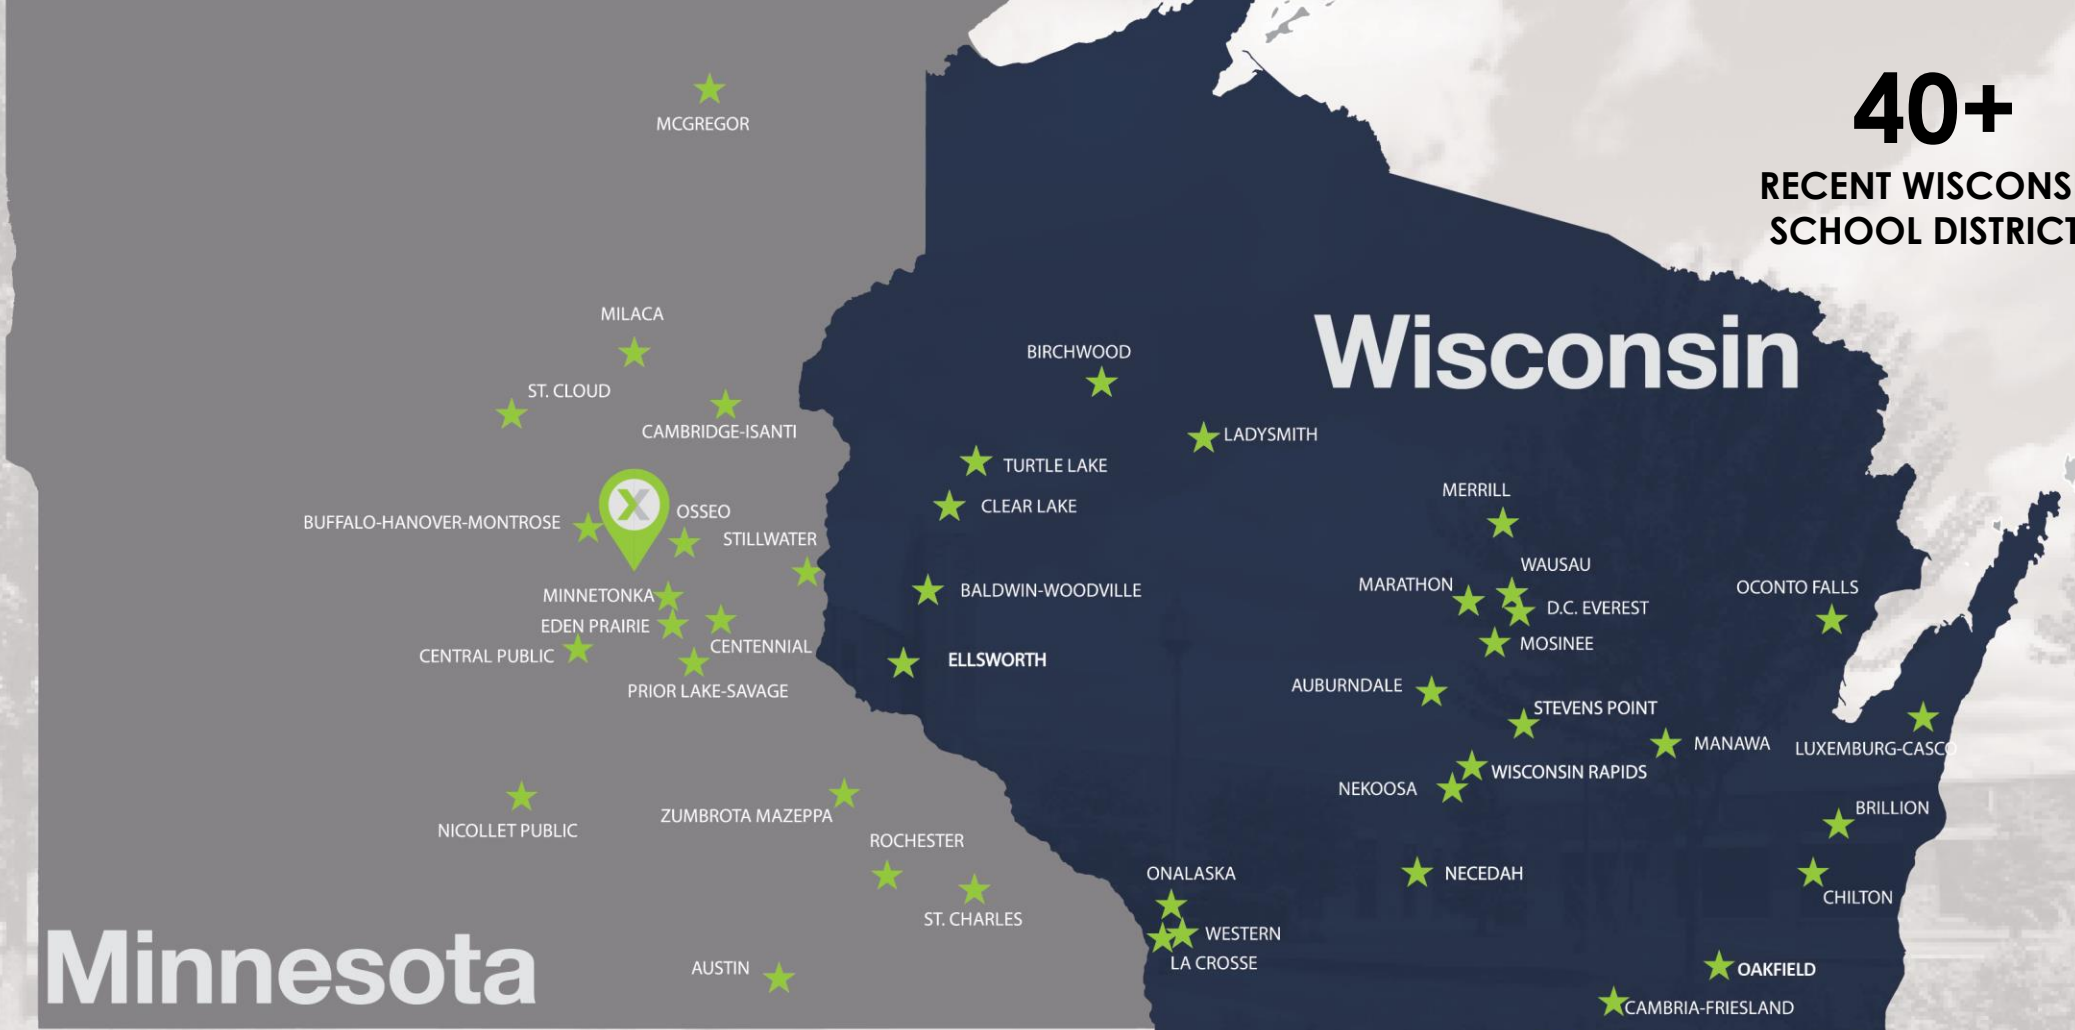 40+
RECENT WISCONS
SCHOOL DISTRICT
MCGREGOR
MILACA
ST. CLOUD
CAMBRIDGE-ISANTI
BUFFALO-HANOVER-MONTROSE
OSSEO
STILLWATER
MINNETONKA
EDEN PRAIRIE
CENTRAL PUBLIC
CENTENNIAL
PRIOR LAKE-SAVAGE
NICOLLET PUBLIC
ZUMBROTA MAZEPPA
ROCHESTER
ST. CHARLES
AUSTIN
Minnesota
Wisconsin
BIRCHWOOD
LADYSMITH
TURTLE LAKE
CLEAR LAKE
BALDWIN-WOODVILLE
ELLSWORTH
MERRILL
WAUSAU
MARATHON
D.C. EVEREST
MOSINEE
OCONTO FALLS
AUBURNDALE
STEVENS POINT
MANAWA
LUXEMBURG-CASCO
WISCONSIN RAPIDS
NEKOOSA
BRILLION
NECEDAH
CHILTON
ONALASKA
WESTERN
LA CROSSE
OAKFIELD
CAMBRIA-FRIESLAND